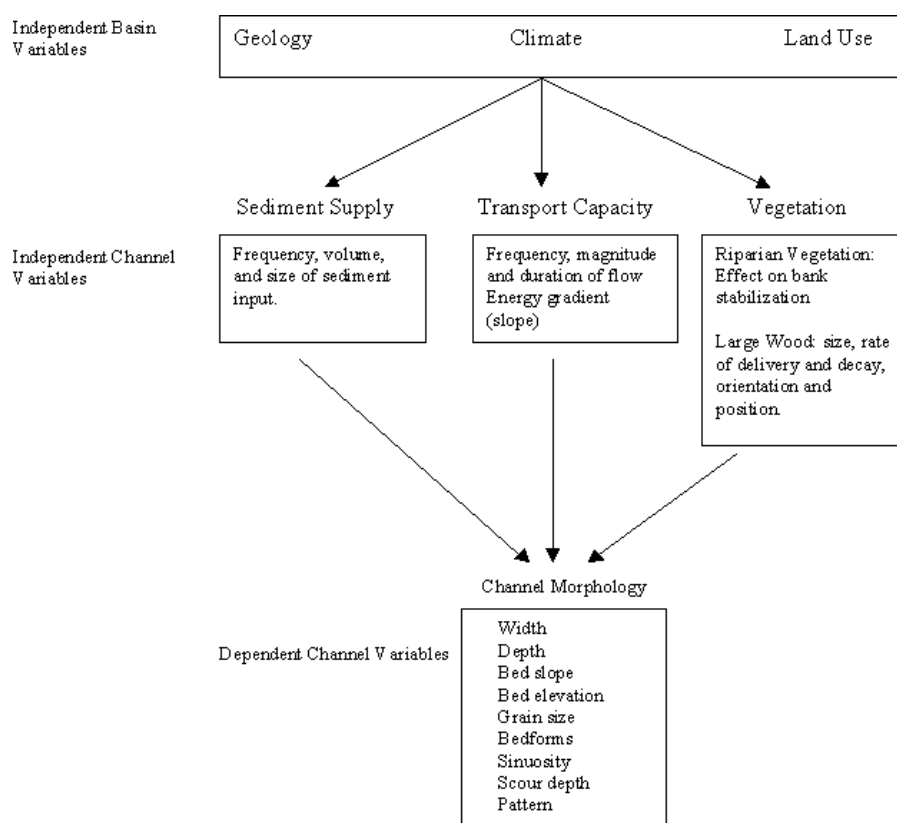 Independent Basin
Variables
Geology Climate Land Use
Sediment Supply Transport Capacity Vegetation
Independent Channel
Variables
Frequency, volume,
and size of sediment
input.
Frequency, magnitude
and duration of flow
Energy gradient
(slope)
Riparian Vegetation:
Effect on bank
stabilization
Large Wood: size, rate
of delivery and decay,
orientation and
position.
Channel Morphology
Dependent Channel Variables
Width
Depth
Bed slope
Bed elevation
Grain size
Bedforms
Sinuosity
Scour depth
Pattern